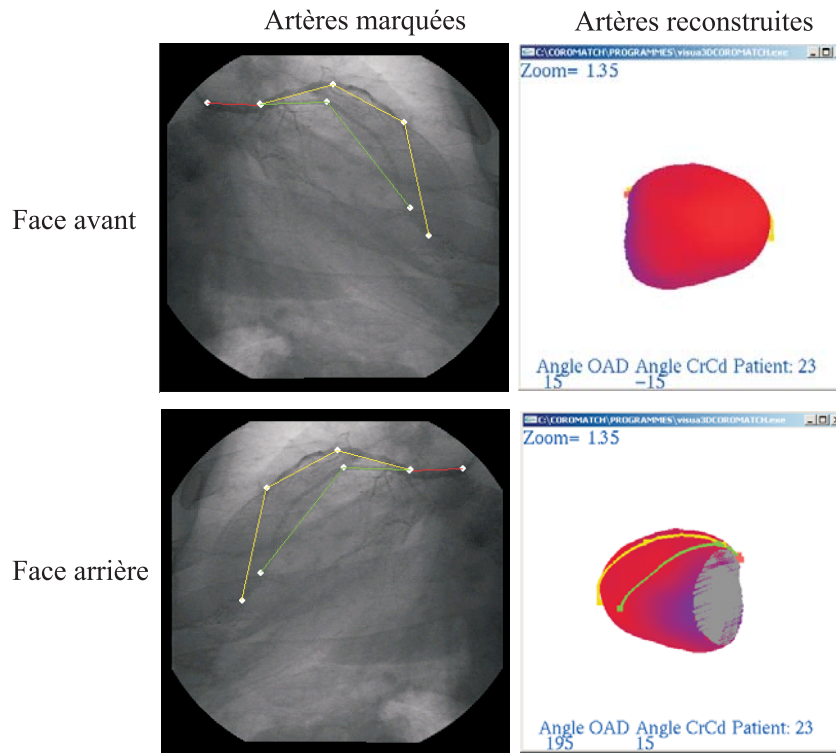 Artères marquées
Artères reconstruites
Face avant
C:\COROMATCH\PROGRAMMES\visua3DCOROMATCH.exe
Zoom= 1.35
Angle OAD Angle CrCd Patient: 23
15 -15
Face arrière
C:\COROMATCH\PROGRAMMES\visua3DCOROMATCH.exe
Zoom= 1.35
Angle OAD Angle CrCd Patient: 23
195 15